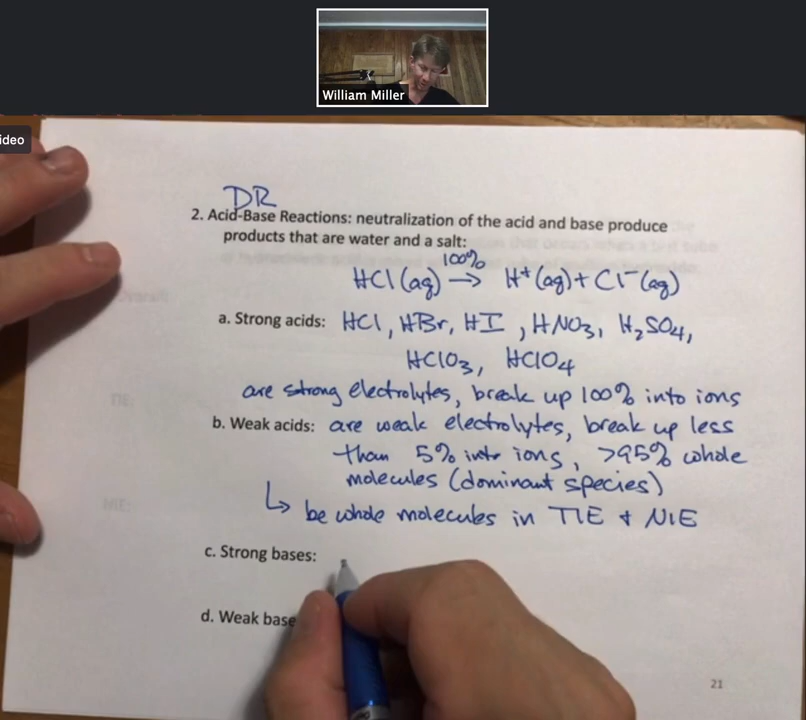 William Miller
ideo
DR
2. Acid-Base Reactions: neutralization of the acid and base produce
products that are water and a salt:
100%
HCl(aq) → H⁺(aq) + Cl⁻(aq)
a. Strong acids: HCl, HBr, HI, HNO₃, H₂SO₄,
HClO₃, HClO₄
are strong electrolytes, break up 100% into ions
b. Weak acids: are weak electrolytes, break up less
than 5% into ions, >95% whole
molecules (dominant species)
↳ be whole molecules in TIE + NIE
c. Strong bases:
d. Weak base
21